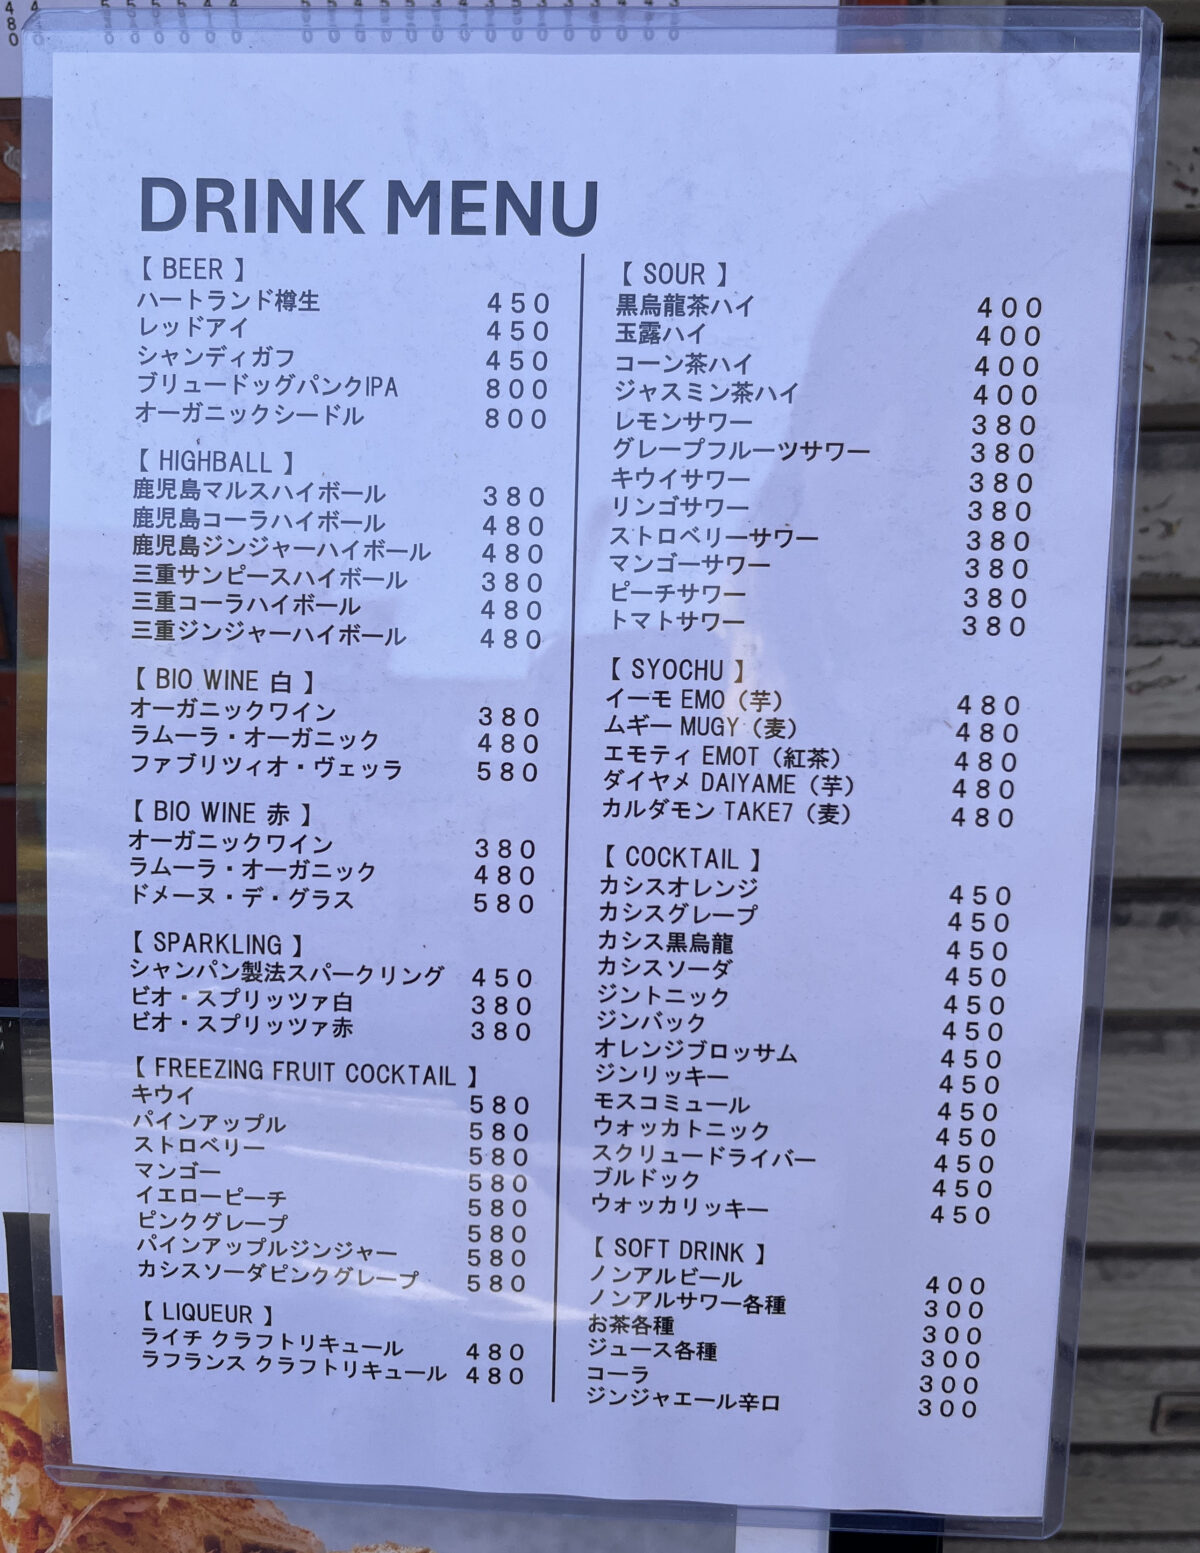 DRINK MENU
【 BEER 】
ハートランド樽生 450
レッドアイ 450
シャンディガフ 450
ブリュードッグパンクIPA 800
オーガニックシードル 800
【 HIGHBALL 】
鹿児島マルスハイボール 380
鹿児島コーラハイボール 480
鹿児島ジンジャーハイボール 480
三重サンピースハイボール 380
三重コーラハイボール 480
三重ジンジャーハイボール 480
【 BIO WINE 白 】
オーガニックワイン 380
ラムーラ・オーガニック 480
ファブリツィオ・ヴェッラ 580
【 BIO WINE 赤 】
オーガニックワイン 380
ラムーラ・オーガニック 480
ドメーヌ・デ・グラス 580
【 SPARKLING 】
シャンパン製法スパークリング 450
ビオ・スプリッツァ白 380
ビオ・スプリッツァ赤 380
【 FREEZING FRUIT COCKTAIL 】
キウイ 580
パインアップル 580
ストロベリー 580
マンゴー 580
イエローピーチ 580
ピンクグレープ 580
パインアップルジンジャー 580
カシスソーダピンクグレープ 580
【 LIQUEUR 】
ライチ クラフトリキュール 480
ラフランス クラフトリキュール 480
【 SOUR 】
黒烏龍茶ハイ 400
玉露ハイ 400
コーン茶ハイ 400
ジャスミン茶ハイ 400
レモンサワー 380
グレープフルーツサワー 380
キウイサワー 380
リンゴサワー 380
ストロベリーサワー 380
マンゴーサワー 380
ピーチサワー 380
トマトサワー 380
【 SYOCHU 】
イーモ EMO（芋） 480
ムギー MUGY（麦） 480
エモティ EMOT（紅茶） 480
ダイヤメ DAIYAME（芋） 480
カルダモン TAKE7（麦） 480
【 COCKTAIL 】
カシスオレンジ 450
カシスグレープ 450
カシス黒烏龍 450
カシスソーダ 450
ジントニック 450
ジンバック 450
オレンジブロッサム 450
ジンリッキー 450
モスコミュール 450
ウォッカトニック 450
スクリュードライバー 450
ブルドック 450
ウォッカリッキー 450
【 SOFT DRINK 】
ノンアルビール 400
ノンアルサワー各種 300
お茶各種 300
ジュース各種 300
コーラ 300
ジンジャエール辛口 300